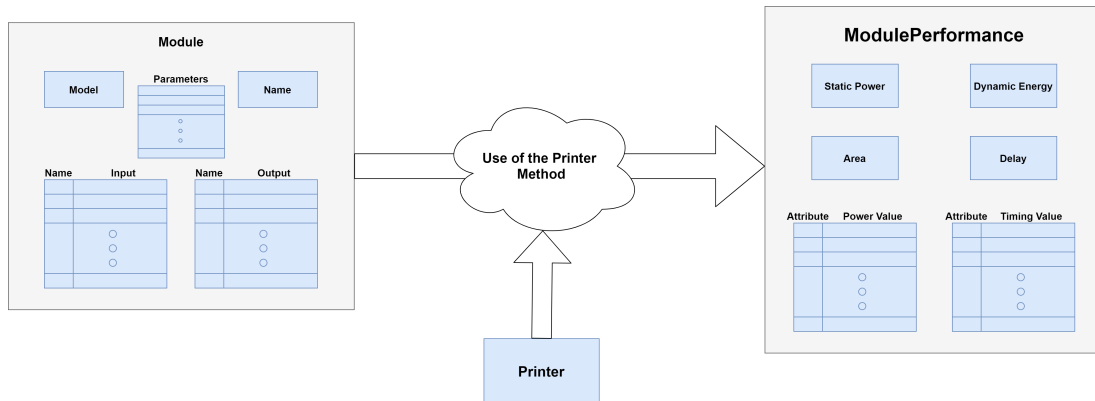 Module
Model
Parameters
Name
Name Input
Name Output
Use of the Printer
Method
Printer
ModulePerformance
Static Power
Dynamic Energy
Area
Delay
Attribute Power Value
Attribute Timing Value